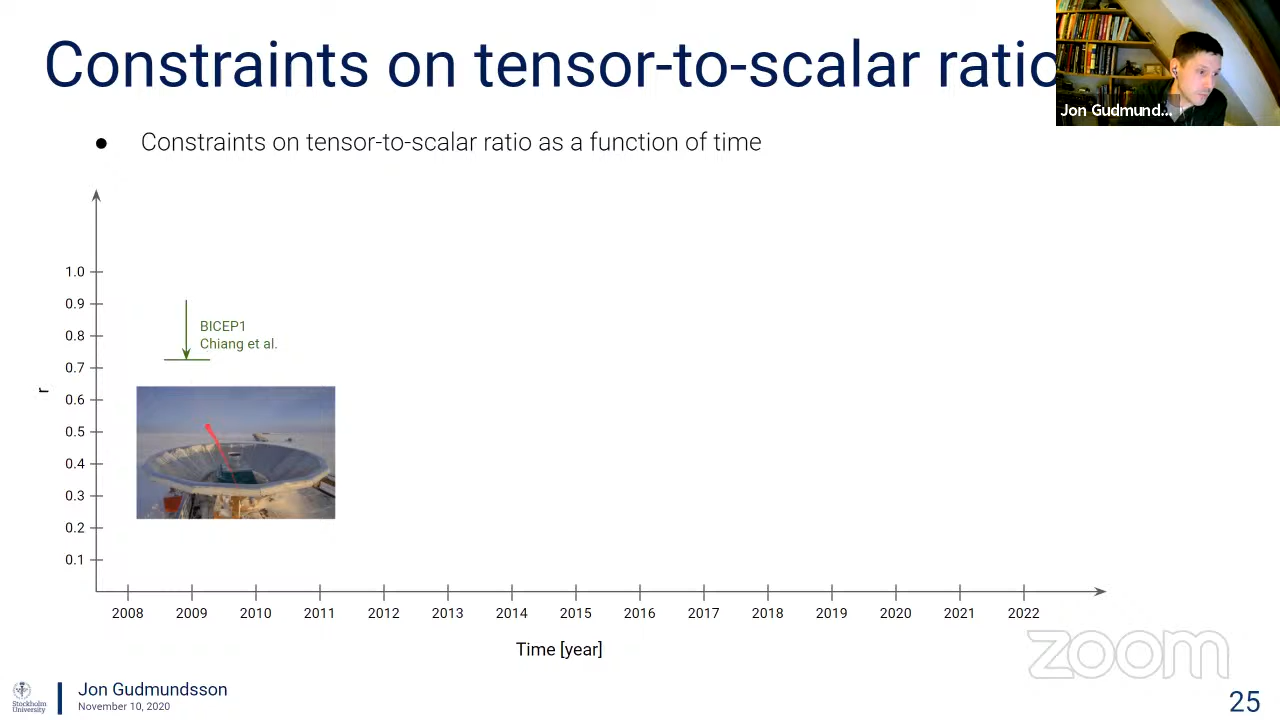 Constraints on tensor-to-scalar ratio
Jon Gudmund...
Constraints on tensor-to-scalar ratio as a function of time
1.0
0.9
BICEP1
0.8
Chiang et al.
0.7
r
0.6
0.5
0.4
0.3
0.2
0.1
2008 2009 2010 2011 2012 2013 2014 2015 2016 2017 2018 2019 2020 2021 2022
Time [year]
zoom
Jon Gudmundsson
November 10, 2020
Stockholm
University
25